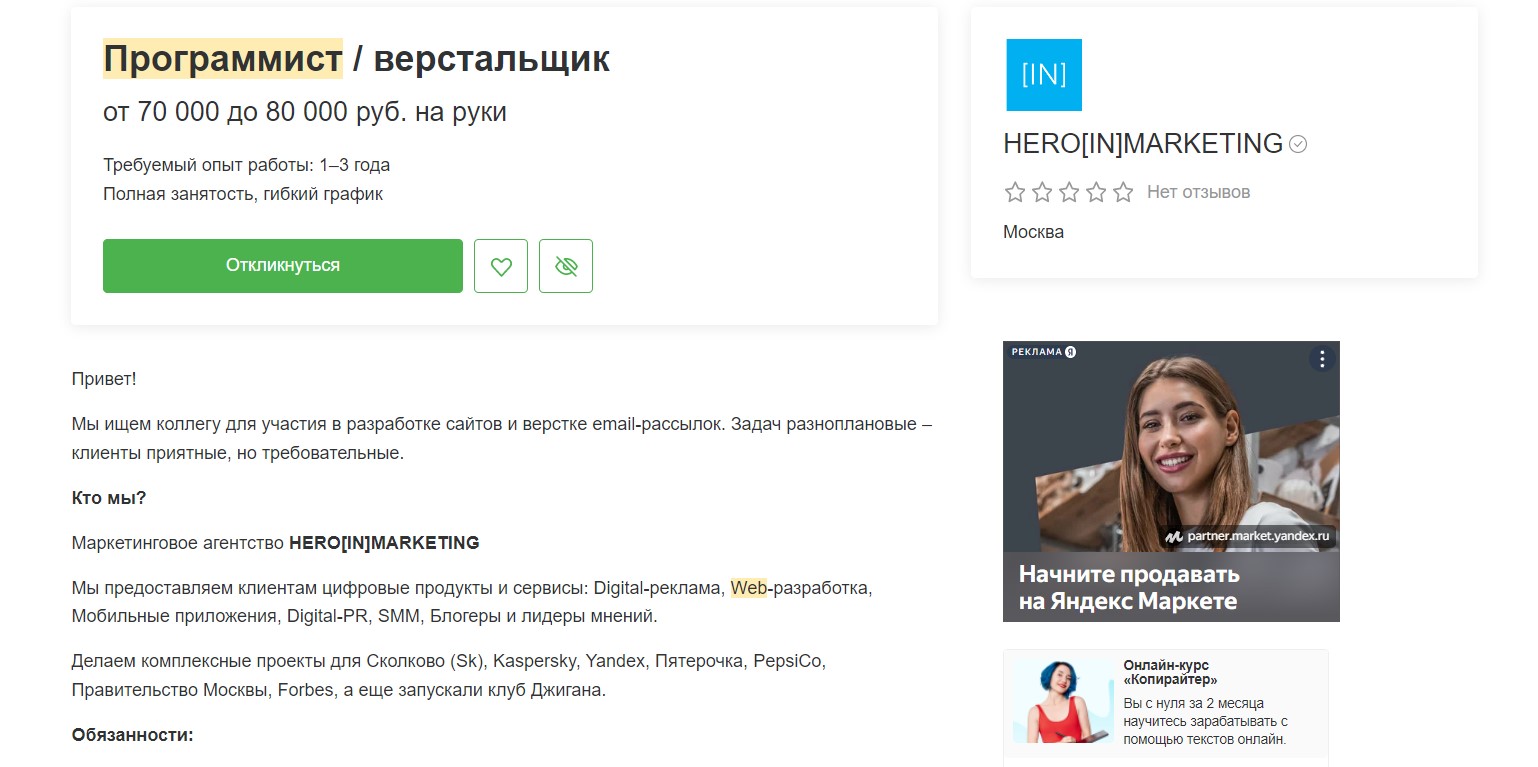 Программист / верстальщик
от 70 000 до 80 000 руб. на руки
Требуемый опыт работы: 1–3 года
Полная занятость, гибкий график
Откликнуться
Привет!
Мы ищем коллегу для участия в разработке сайтов и верстке email-рассылок. Задач разноплановые –
клиенты приятные, но требовательные.
Кто мы?
Маркетинговое агентство HERO[IN]MARKETING
Мы предоставляем клиентам цифровые продукты и сервисы: Digital-реклама, Web-разработка,
Мобильные приложения, Digital-PR, SMM, Блогеры и лидеры мнений.
Делаем комплексные проекты для Сколково (Sk), Kaspersky, Yandex, Пятерочка, PepsiCo,
Правительство Москвы, Forbes, а еще запускали клуб Джигана.
Обязанности:
[IN]
HERO[IN]MARKETING
Нет отзывов
Москва
РЕКЛАМА Я
partner.market.yandex.ru
Начните продавать
на Яндекс Маркете
Онлайн-курс
«Копирайтер»
Вы с нуля за 2 месяца
научитесь зарабатывать с
помощью текстов онлайн.